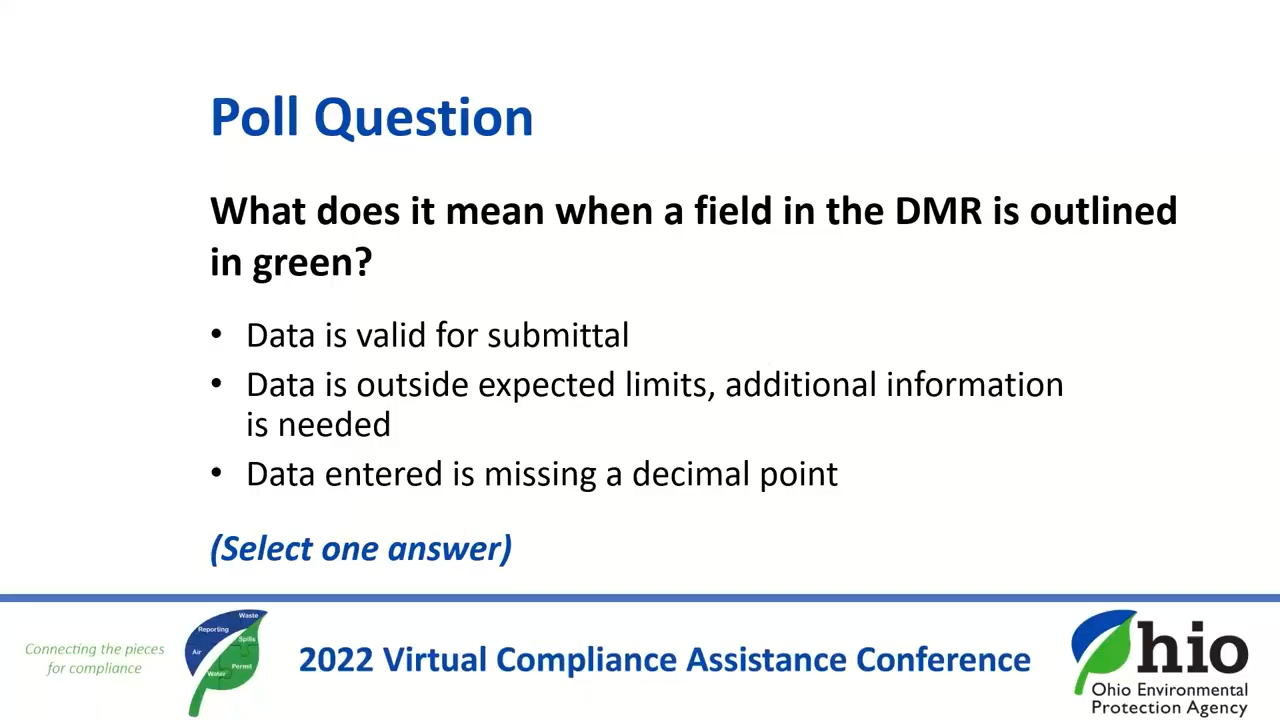 Poll Question
What does it mean when a field in the DMR is outlined
in green?
• Data is valid for submittal
• Data is outside expected limits, additional information
is needed
• Data entered is missing a decimal point
(Select one answer)
Connecting the pieces
for compliance
Waste
Reporting
Spills
Air
Permit
Water
2022 Virtual Compliance Assistance Conference
Ohio
Ohio Environmental
Protection Agency